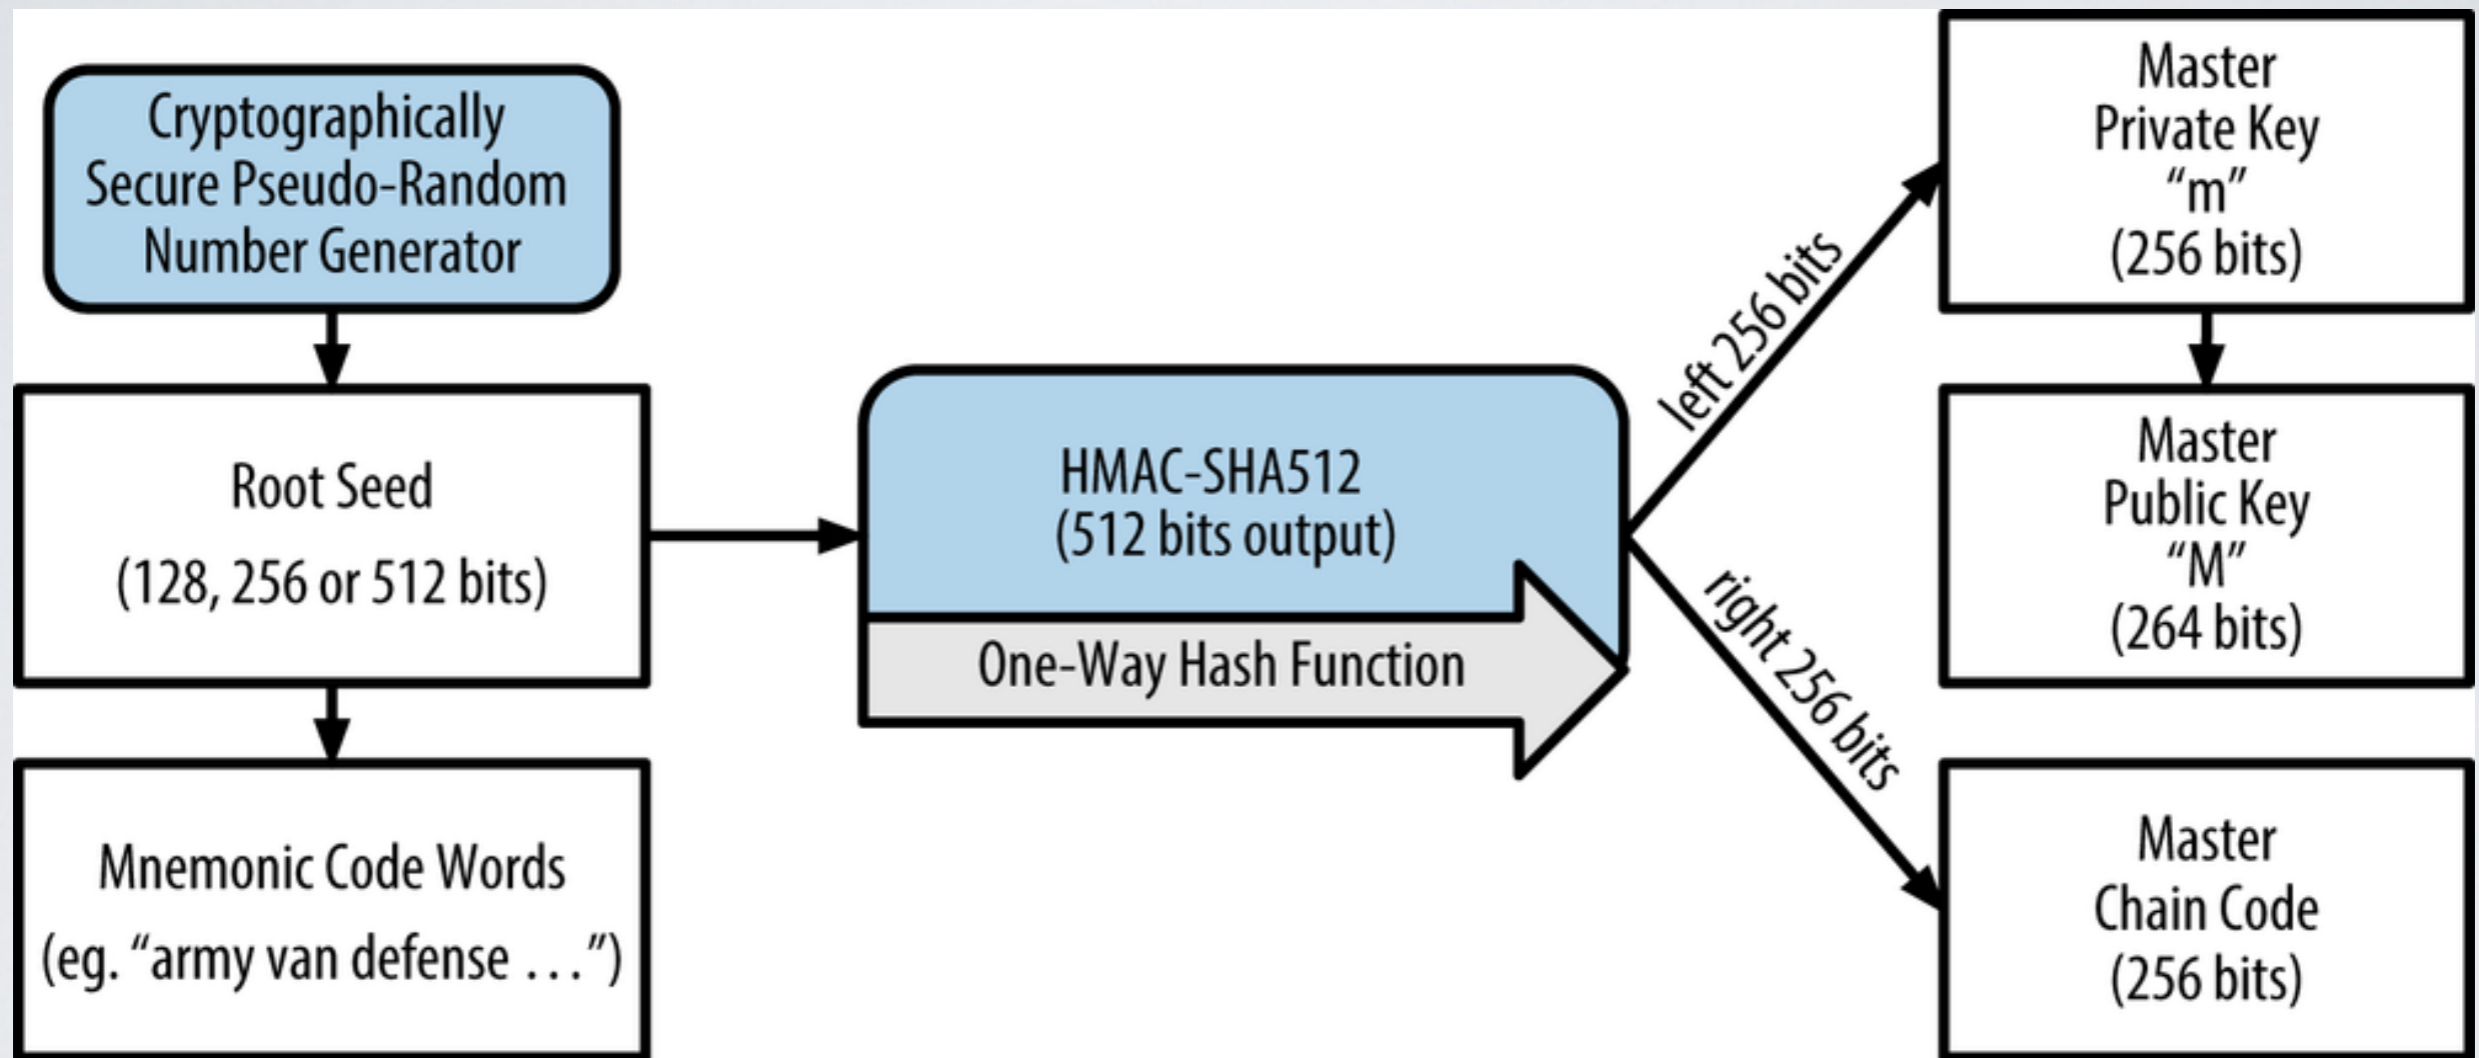 Cryptographically
Secure Pseudo-Random
Number Generator
Root Seed
(128, 256 or 512 bits)
Mnemonic Code Words
(eg. “army van defense …”)
HMAC-SHA512
(512 bits output)
One-Way Hash Function
left 256 bits
right 256 bits
Master
Private Key
“m”
(256 bits)
Master
Public Key
“M”
(264 bits)
Master
Chain Code
(256 bits)